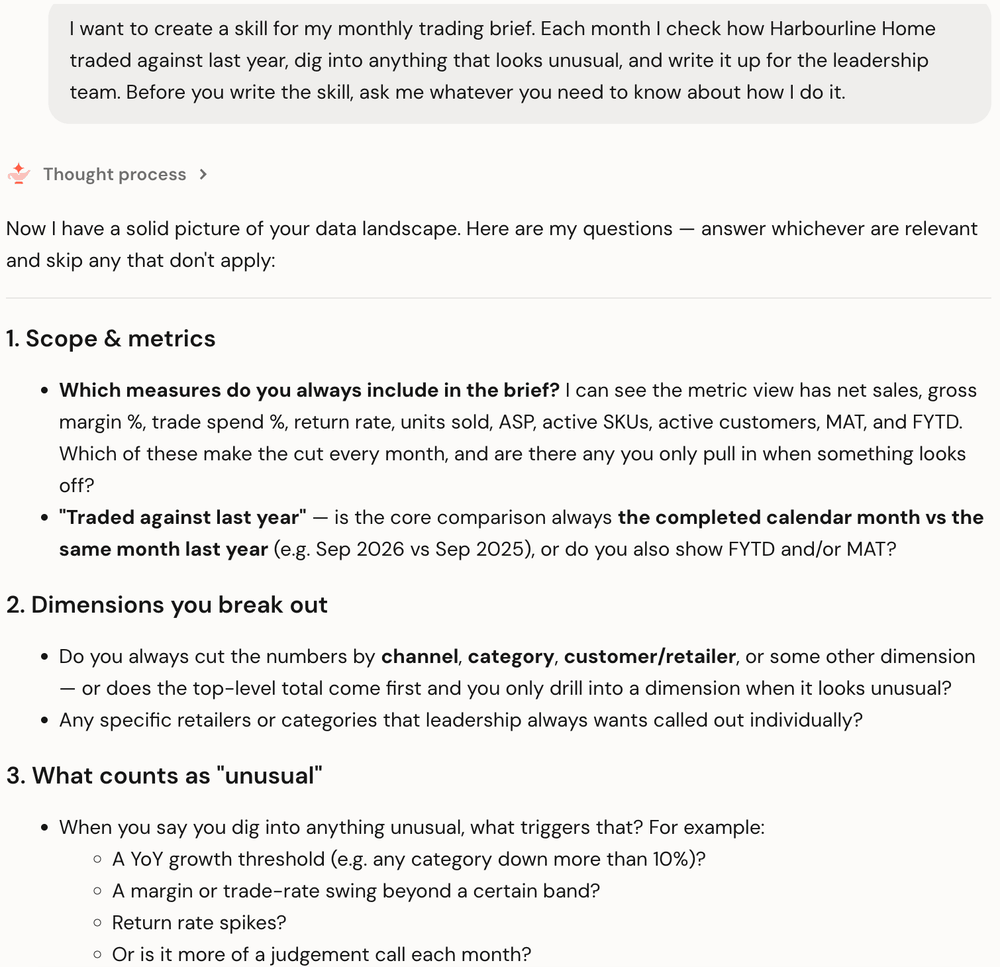 I want to create a skill for my monthly trading brief. Each month I check how Harbourline Home
traded against last year, dig into anything that looks unusual, and write it up for the leadership
team. Before you write the skill, ask me whatever you need to know about how I do it.
Thought process
Now I have a solid picture of your data landscape. Here are my questions — answer whichever are relevant
and skip any that don't apply:
1. Scope & metrics
• Which measures do you always include in the brief? I can see the metric view has net sales, gross
margin %, trade spend %, return rate, units sold, ASP, active SKUs, active customers, MAT, and FYTD.
Which of these make the cut every month, and are there any you only pull in when something looks
off?
• "Traded against last year" — is the core comparison always the completed calendar month vs the
same month last year (e.g. Sep 2026 vs Sep 2025), or do you also show FYTD and/or MAT?
2. Dimensions you break out
• Do you always cut the numbers by channel, category, customer/retailer, or some other dimension
— or does the top-level total come first and you only drill into a dimension when it looks unusual?
• Any specific retailers or categories that leadership always wants called out individually?
3. What counts as "unusual"
• When you say you dig into anything unusual, what triggers that? For example:
◦ A YoY growth threshold (e.g. any category down more than 10%)?
◦ A margin or trade-rate swing beyond a certain band?
◦ Return rate spikes?
◦ Or is it more of a judgement call each month?